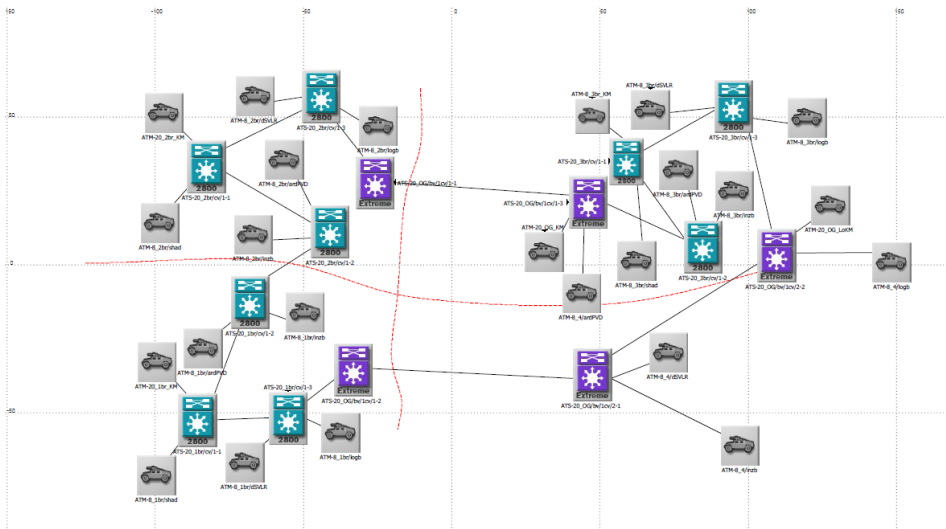 -100
-50
0
50
100
50
ATM-20_2br_KM
ATM-8_2br/dSVLR
2800
ATS-20_2br/cv/1-3
ATM-8_2br/logb
ATM-8_3br_KM
ATM-8_3br/dSVLR
2800
ATS-20_3br/cv/1-3
ATM-8_3br/logb
2800
ATS-20_2br/cv/1-1
ATM-8_2br/ardPVD
Extreme
ATS-20_OG/bv/1cv/1-1
ATS-20_3br/cv/1-1
2800
ATM-8_3br/ardPVD
ATM-8_3br/inzb
ATS-20_OG/bv/1cv/1-3
Extreme
ATM-8_2br/shad
ATM-8_2br/inzb
2800
ATS-20_2br/cv/1-2
ATM-20_OG_KM
ATM-20_OG_LoKM
0
ATM-8_3br/shad
2800
ATS-20_3br/cv/1-2
Extreme
ATS-20_OG/bv/1cv/2-2
ATM-8_4/logb
2800
ATS-20_1br/cv/1-2
ATM-8_1br/inzb
ATM-8_4/ardPVD
ATM-8_1br/ardPVD
ATM-20_1br_KM
ATS-20_1br/cv/1-3
Extreme
ATS-20_OG/bv/1cv/1-2
Extreme
ATS-20_OG/bv/1cv/2-1
ATM-8_4/dSVLR
-50
2800
ATS-20_1br/cv/1-1
2800
ATM-8_1br/logb
ATM-8_4/inzb
ATM-8_1br/dSVLR
ATM-8_1br/shad